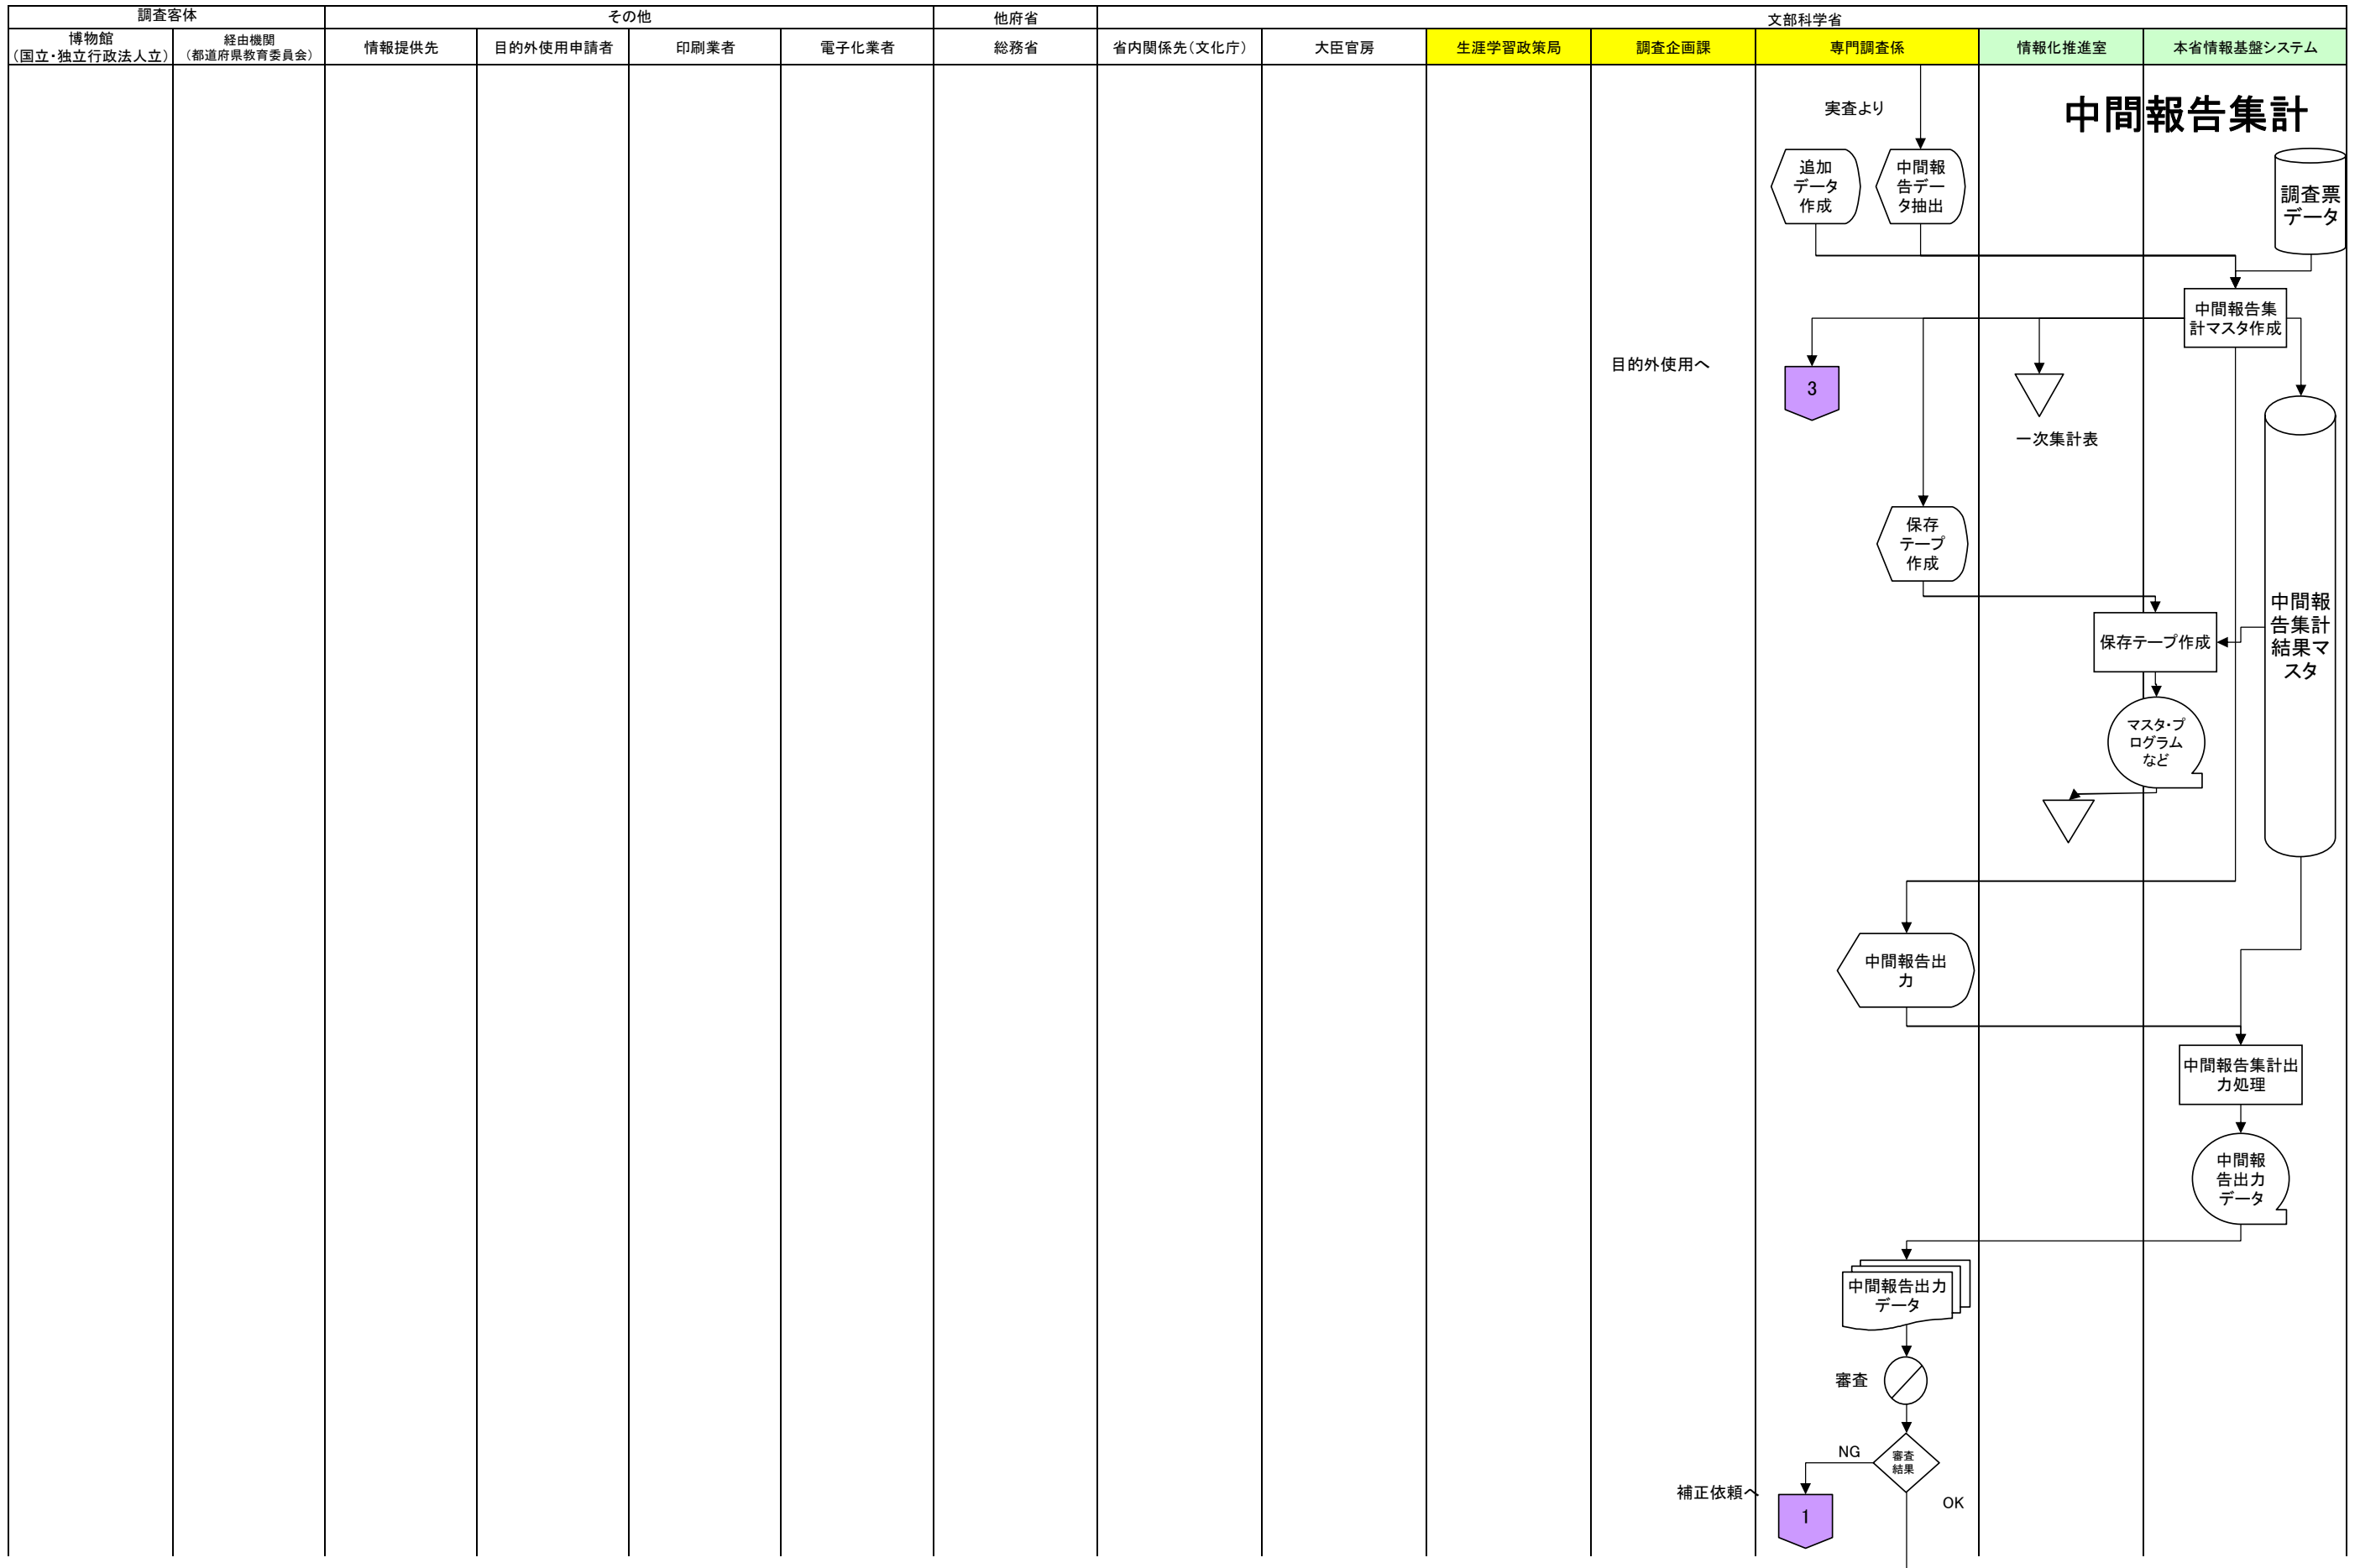 調査客体
その他
他府省
文部科学省
博物館
（国立・独立行政法人立）
経由機関
（都道府県教育委員会）
情報提供先
目的外使用申請者
印刷業者
電子化業者
総務省
省内関係先（文化庁）
大臣官房
生涯学習政策局
調査企画課
専門調査係
情報化推進室
本省情報基盤システム
中間報告集計
実査より
追加
データ
作成
中間報
告デー
タ抽出
調査票
データ
中間報告集
計マスタ作成
目的外使用へ
3
一次集計表
保存
テープ
作成
中間報
告集計
結果マ
スタ
保存テープ作成
マスタ・プ
ログラム
など
中間報告出
力
中間報告集計出
力処理
中間報
告出力
データ
中間報告出力
データ
審査
NG
審査
結果
補正依頼へ
OK
1